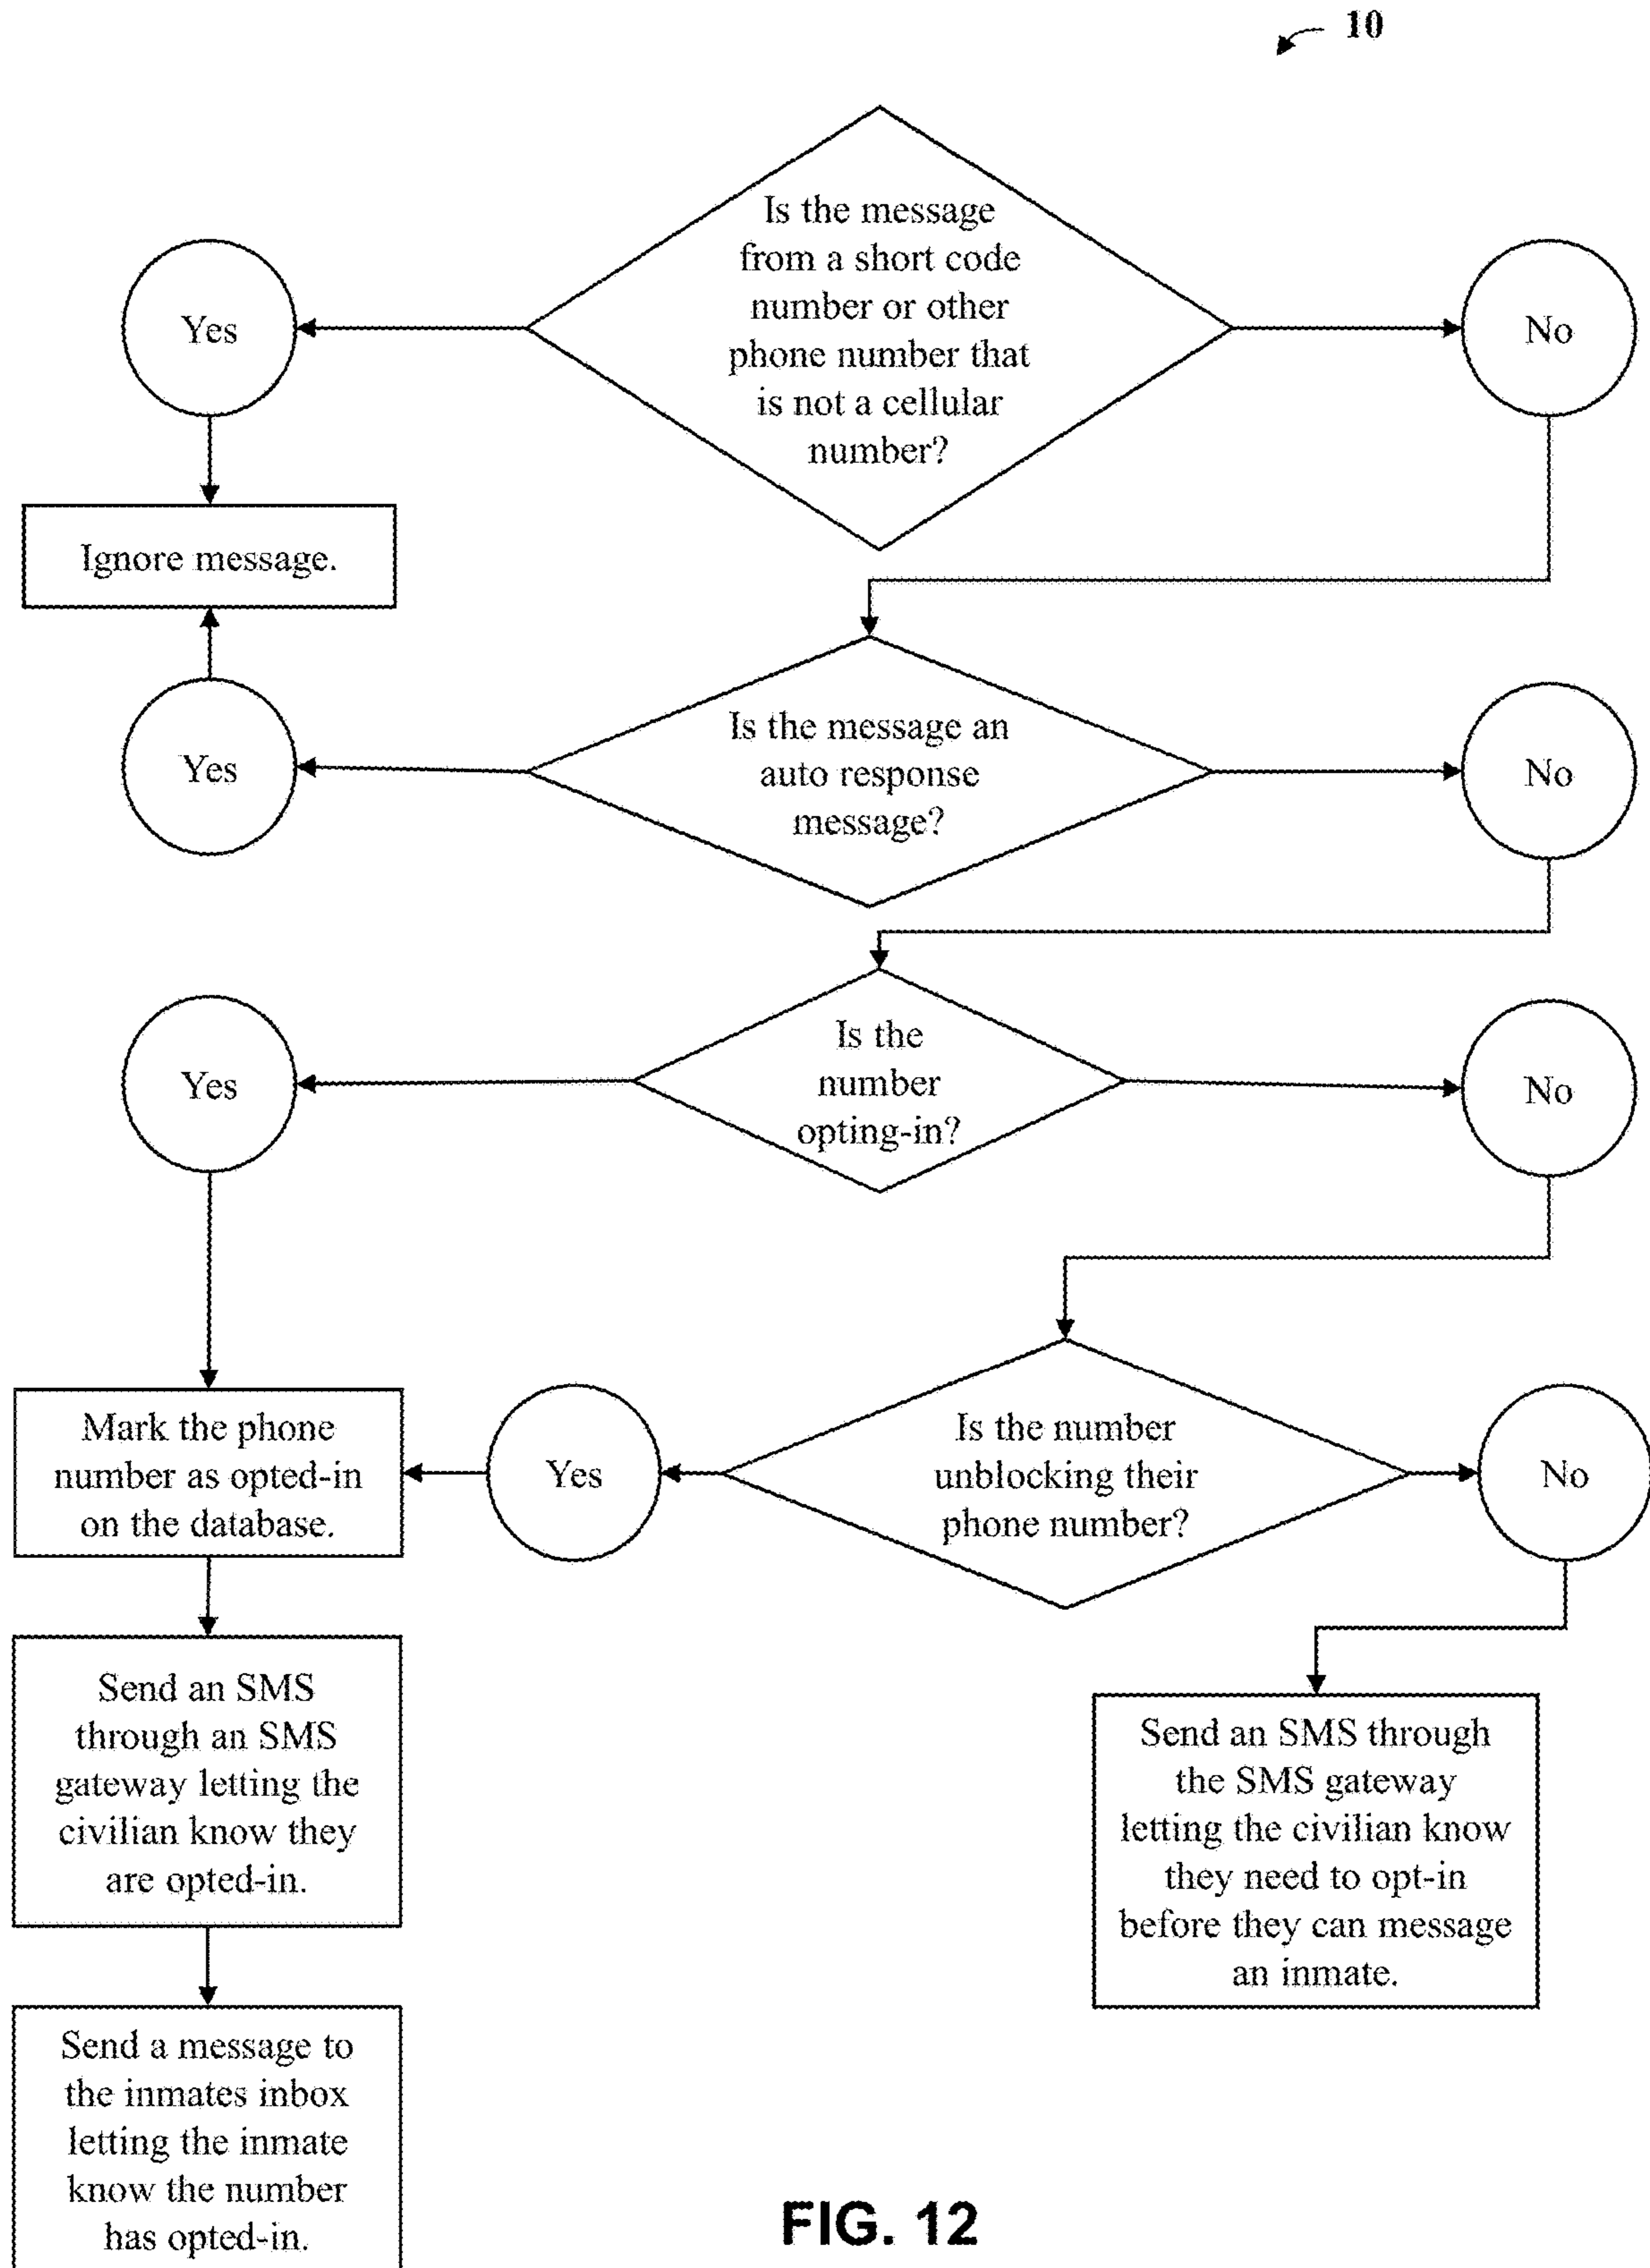 10
Is the message
from a short code
number or other
phone number that
is not a cellular
number?
Yes
No
Ignore message.
Is the message an
auto response
message?
Yes
No
Is the
number
opting-in?
Yes
No
Is the number
unblocking their
phone number?
Yes
No
Mark the phone
number as opted-in
on the database.
Send an SMS
through an SMS
gateway letting the
civilian know they
are opted-in.
Send an SMS through
the SMS gateway
letting the civilian know
they need to opt-in
before they can message
an inmate.
Send a message to
the inmates inbox
letting the inmate
know the number
has opted-in.
FIG. 12